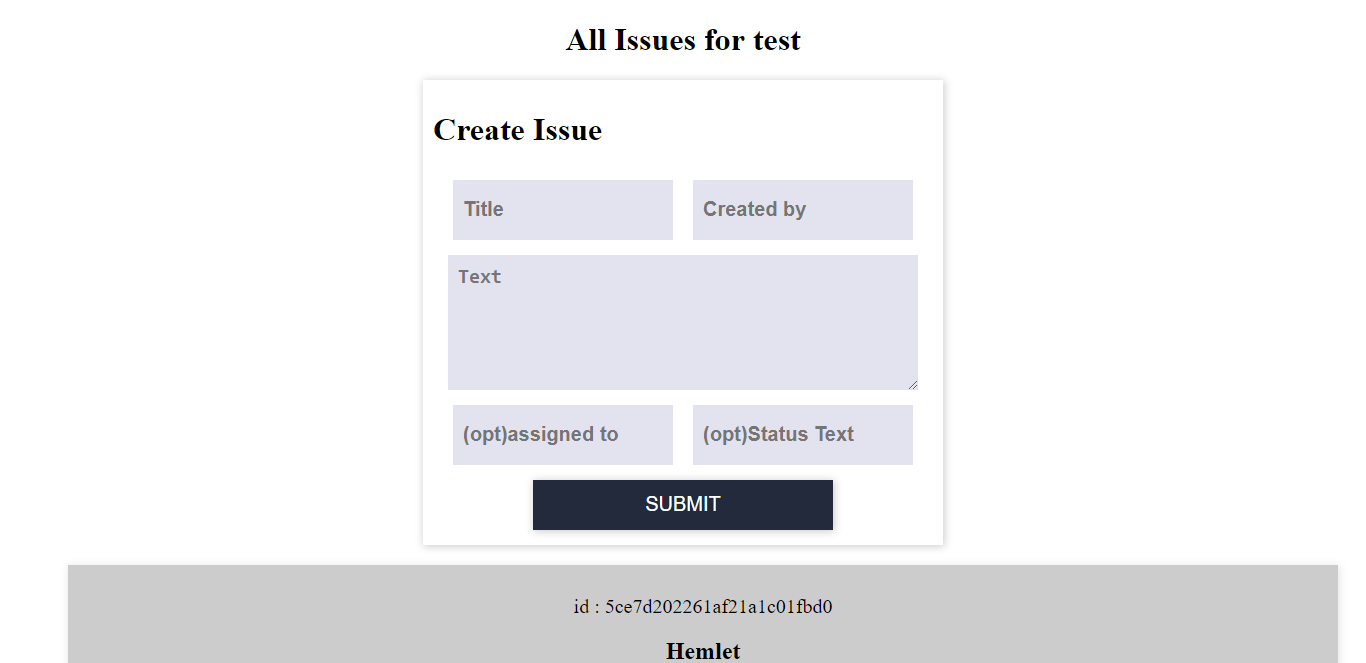 All Issues for test
Create Issue
Title Created by
Text
(opt)assigned to (opt)Status Text
SUBMIT
id : 5ce7d202261af21a1c01fbd0
Hemlet